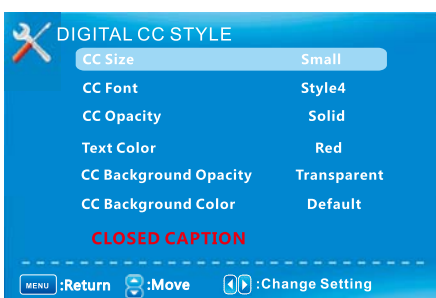 DIGITAL CC STYLE
CC Size Small
CC Font Style4
CC Opacity Solid
Text Color Red
CC Background Opacity Transparent
CC Background Color Default
CLOSED CAPTION
MENU :Return :Move :Change Setting